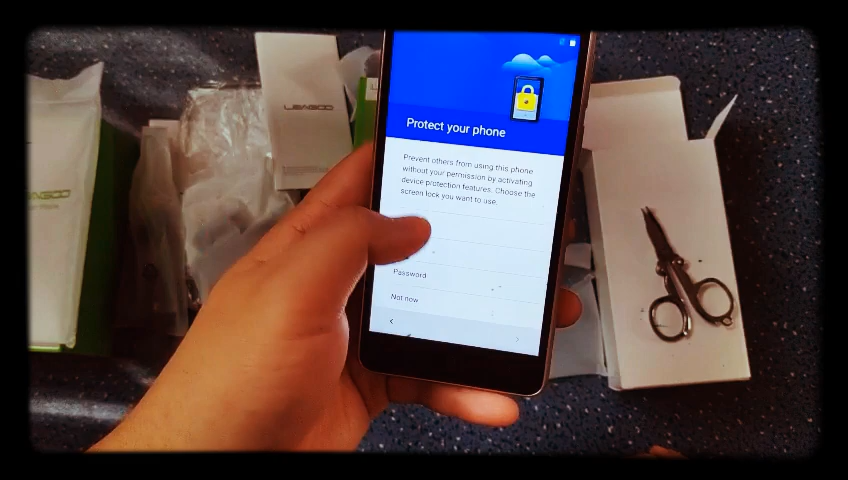 LEAGOO
Protect your phone
Prevent others from using this phone
without your permission by activating
device protection features. Choose the
screen lock you want to use.
Password
Not now